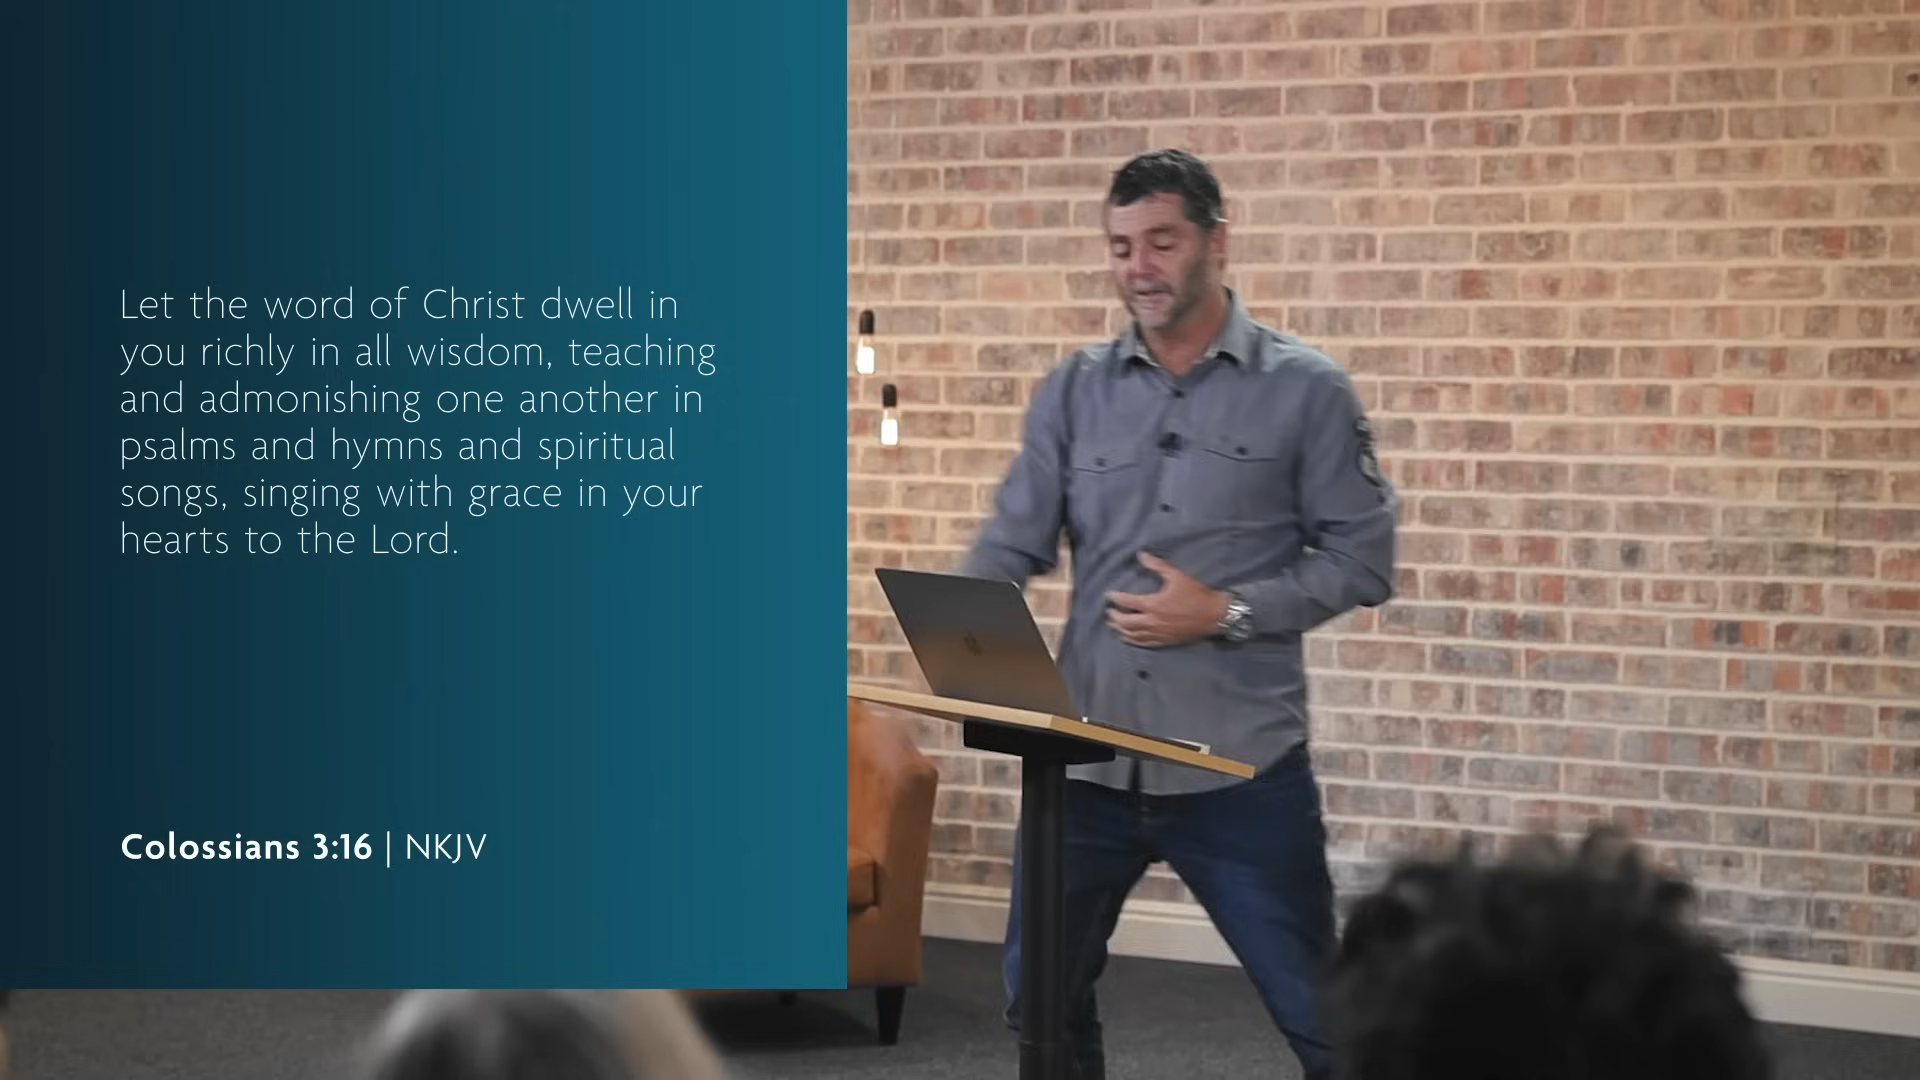 Let the word of Christ dwell in
you richly in all wisdom, teaching
and admonishing one another in
psalms and hymns and spiritual
songs, singing with grace in your
hearts to the Lord.
Colossians 3:16 | NKJV